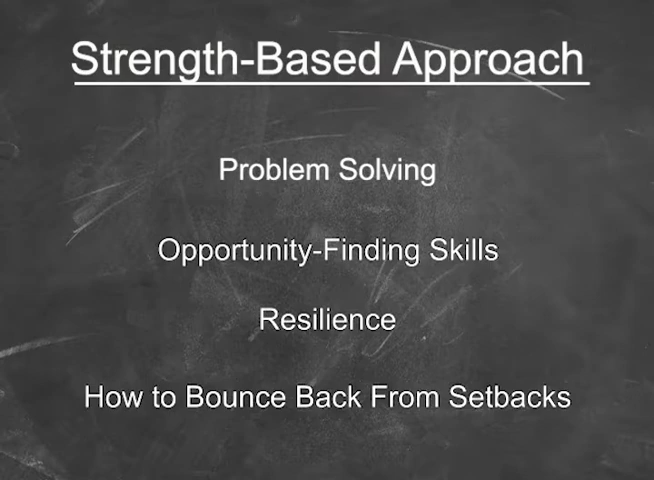 Strength-Based Approach
Problem Solving
Opportunity-Finding Skills
Resilience
How to Bounce Back From Setbacks